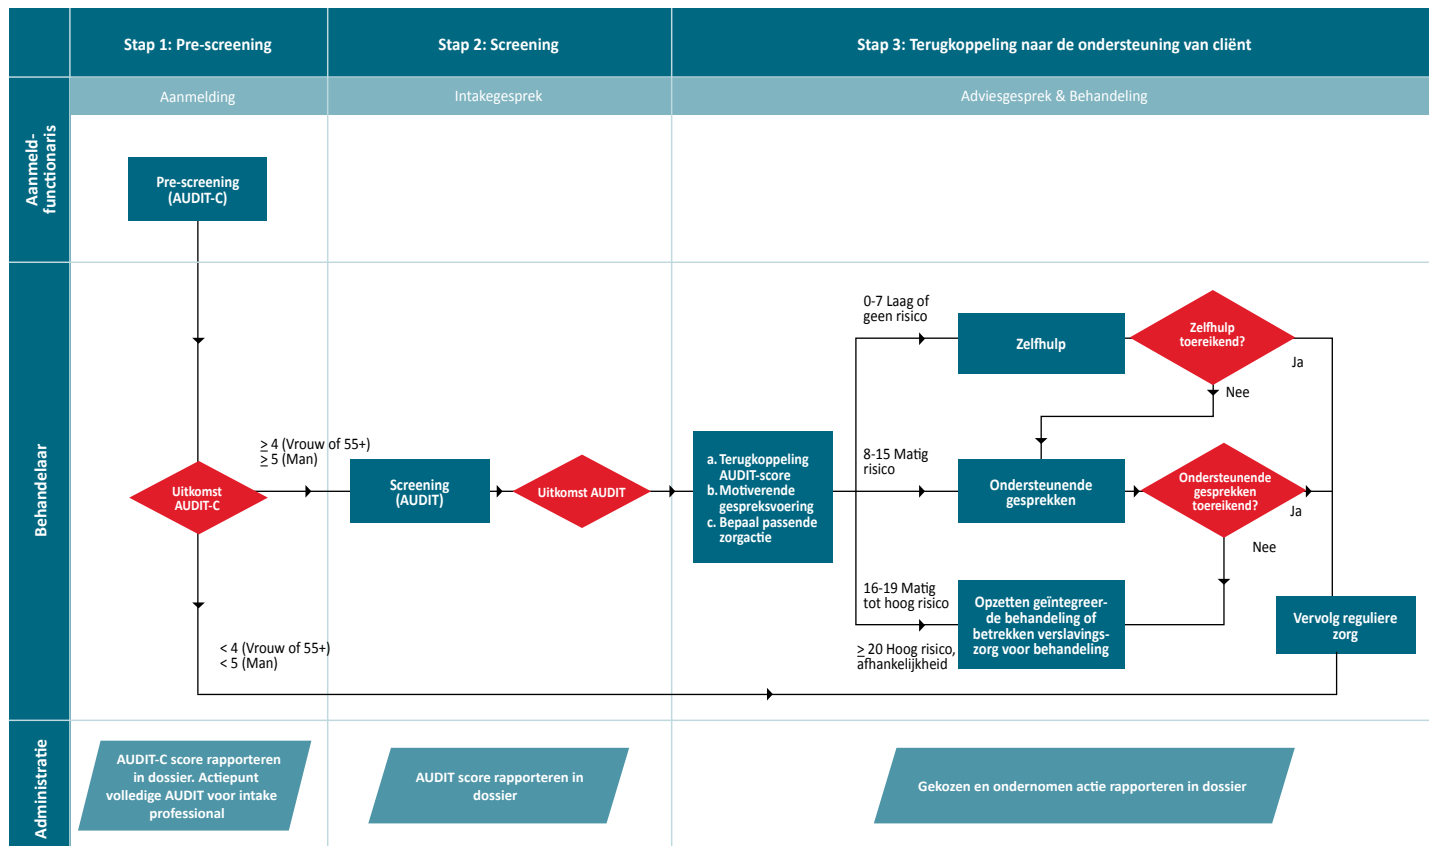 Stap 1: Pre-screening
Stap 2: Screening
Stap 3: Terugkoppeling naar de ondersteuning van cliënt
Aanmelding
Intakegesprek
Adviesgesprek & Behandeling
Aanmeld-
functionaris
Pre-screening
(AUDIT-C)
Behandelaar
Uitkomst
AUDIT-C
≥ 4 (Vrouw of 55+)
≥ 5 (Man)
< 4 (Vrouw of 55+)
< 5 (Man)
Screening
(AUDIT)
Uitkomst AUDIT
a. Terugkoppeling
AUDIT-score
b. Motiverende
gespreksvoering
c. Bepaal passende
zorgactie
0-7 Laag of
geen risico
Zelfhulp
Zelfhulp
toereikend?
Ja
Nee
8-15 Matig
risico
Ondersteunende
gesprekken
Ondersteunende
gesprekken
toereikend?
Ja
Nee
16-19 Matig
tot hoog risico
≥ 20 Hoog risico,
afhankelijkheid
Opzetten geïntegreer-
de behandeling of
betrekken verslavings-
zorg voor behandeling
Vervolg reguliere
zorg
Administratie
AUDIT-C score rapporteren
in dossier. Actiepunt
volledige AUDIT voor intake
professional
AUDIT score rapporteren in
dossier
Gekozen en ondernomen actie rapporteren in dossier